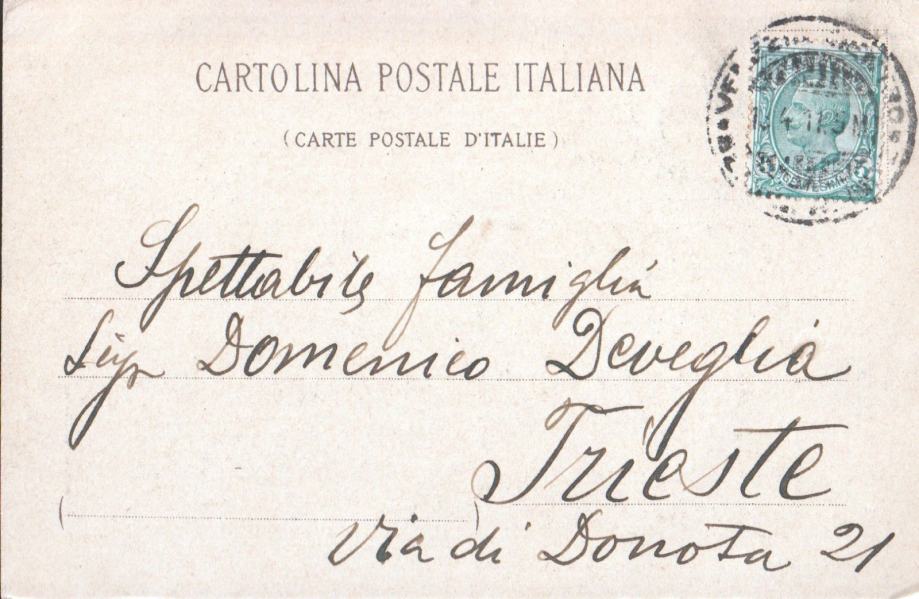 CARTOLINA POSTALE ITALIANA
(CARTE POSTALE D'ITALIE)
Spettabile famiglia
Sigr Domenico Deveglia
Trieste
Via di Donota 21